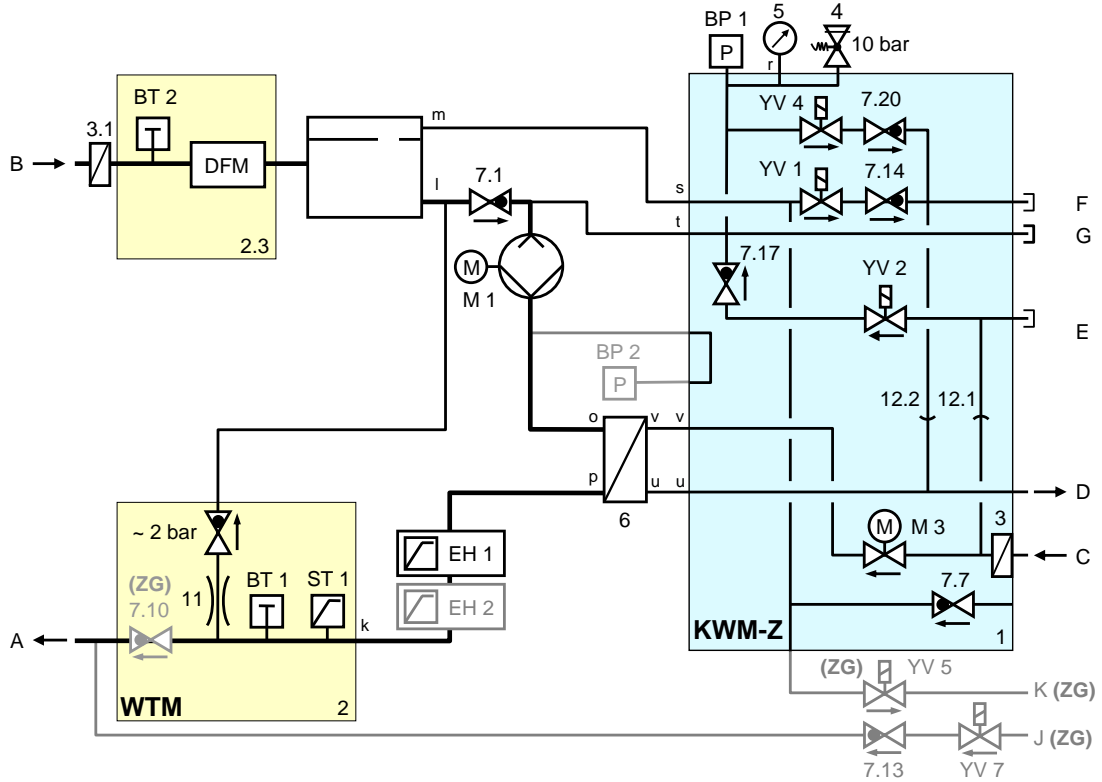 BP 1
5
4
P
r
10 bar
BT 2
3.1
YV 4
7.20
m
B
DFM
7.1
YV 1
7.14
l
s
F
t
G
2.3
M
M 1
7.17
YV 2
E
BP 2
P
12.2
12.1
o
v
v
p
u
u
D
6
~ 2 bar
M
M 3
3
EH 1
C
(ZG)
7.10
11
BT 1
ST 1
EH 2
7.7
k
A
KWM-Z
1
WTM
2
(ZG)
YV 5
K (ZG)
J (ZG)
7.13
YV 7